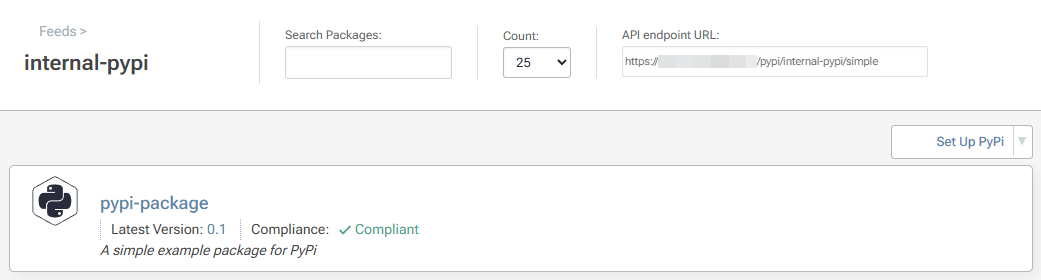 Feeds >
internal-pypi
Search Packages:
Count:
25
API endpoint URL:
https:// /pypi/internal-pypi/simple
Set Up PyPi
pypi-package
Latest Version: 0.1 Compliance: ✓ Compliant
A simple example package for PyPi